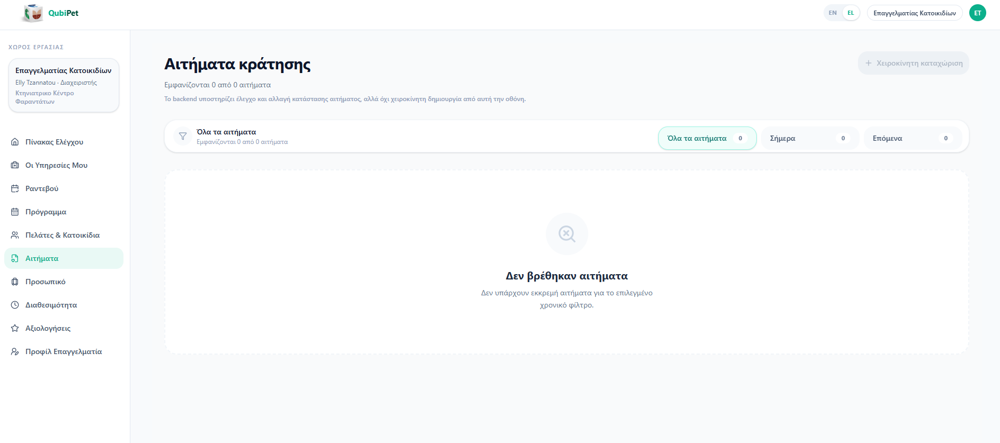 QubiPet
EN EL Επαγγελματίας Κατοικιδίων ET
ΧΩΡΟΣ ΕΡΓΑΣΙΑΣ
Επαγγελματίας Κατοικιδίων
Elly Tzannatou · Διαχειριστής
Κτηνιατρικο Κέντρο
Φαραντάτων
Πίνακας Ελέγχου
Οι Υπηρεσίες Μου
Ραντεβού
Πρόγραμμα
Πελάτες & Κατοικίδια
Αιτήματα
Προσωπικό
Διαθεσιμότητα
Αξιολογήσεις
Προφίλ Επαγγελματία
Αιτήματα κράτησης
Εμφανίζονται 0 από 0 αιτήματα
Το backend υποστηρίζει έλεγχο και αλλαγή κατάστασης αιτήματος, αλλά όχι χειροκίνητη δημιουργία από αυτή την οθόνη.
+ Χειροκίνητη καταχώριση
Όλα τα αιτήματα
Εμφανίζονται 0 από 0 αιτήματα
Όλα τα αιτήματα 0
Σήμερα 0
Επόμενα 0
Δεν βρέθηκαν αιτήματα
Δεν υπάρχουν εκκρεμή αιτήματα για το επιλεγμένο
χρονικό φίλτρο.